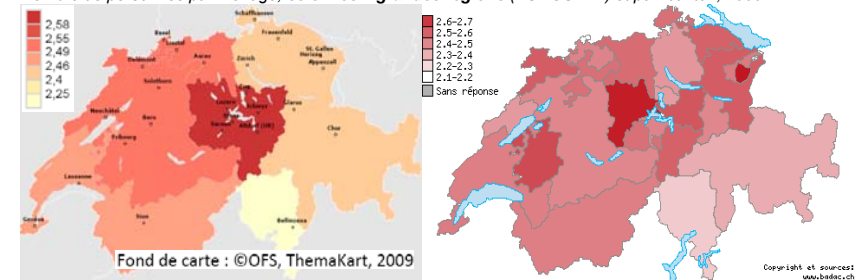 2,58
2,55
2,49
2,46
2,4
2,25
Schaffhausen
Basel
Liestal
Frauenfeld
Delémont
Aarau
Zürich
St. Gallen
Herisau
Appenzell
Solothurn
Zug
Luzern
Schwyz
Glarus
Neuchâtel
Bern
Stans
Sarnen
Altdorf (UR)
Chur
Fribourg
Lausanne
Sion
Genève
Bellinzona
Fond de carte : ©OFS, ThemaKart, 2009
2.6-2.7
2.5-2.6
2.4-2.5
2.3-2.4
2.2-2.3
2.1-2.2
Sans réponse
Copyright et sources:
www.badac.ch